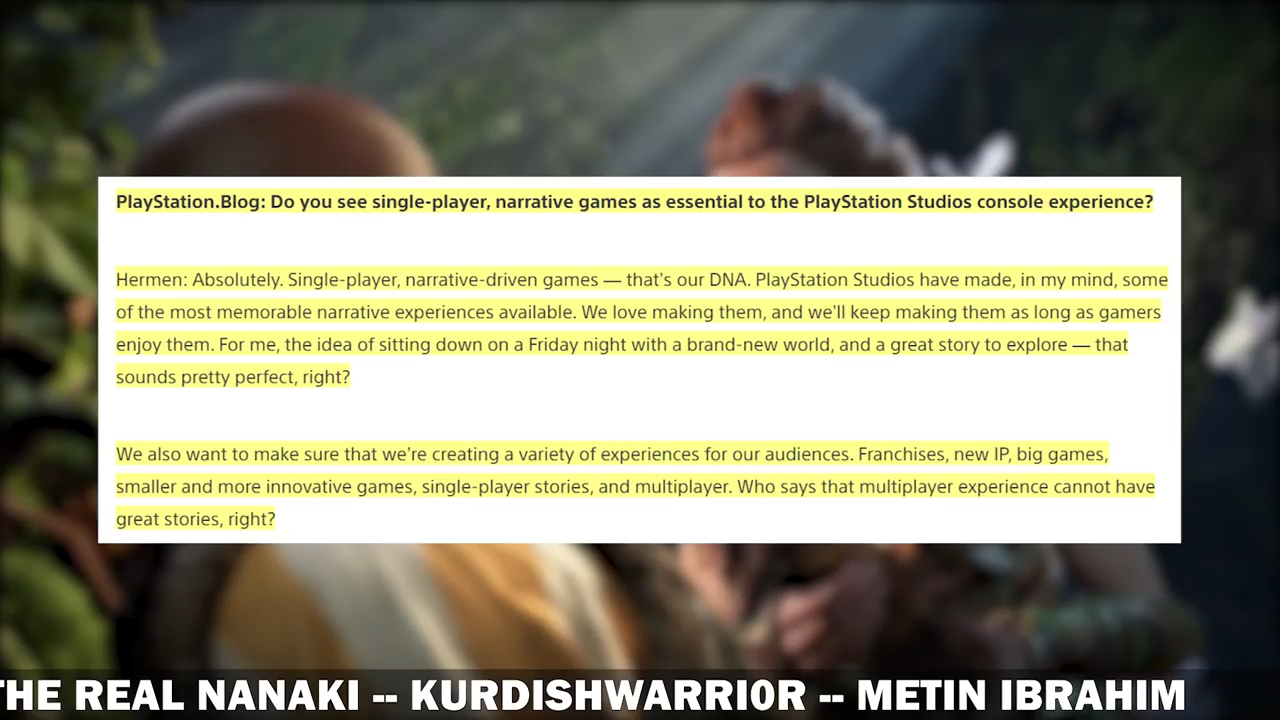 PlayStation.Blog: Do you see single-player, narrative games as essential to the PlayStation Studios console experience?
Hermen: Absolutely. Single-player, narrative-driven games — that’s our DNA. PlayStation Studios have made, in my mind, some
of the most memorable narrative experiences available. We love making them, and we’ll keep making them as long as gamers
enjoy them. For me, the idea of sitting down on a Friday night with a brand-new world, and a great story to explore — that
sounds pretty perfect, right?
We also want to make sure that we’re creating a variety of experiences for our audiences. Franchises, new IP, big games,
smaller and more innovative games, single-player stories, and multiplayer. Who says that multiplayer experience cannot have
great stories, right?
THE REAL NANAKI -- KURDISHWARRI0R -- METIN IBRAHIM